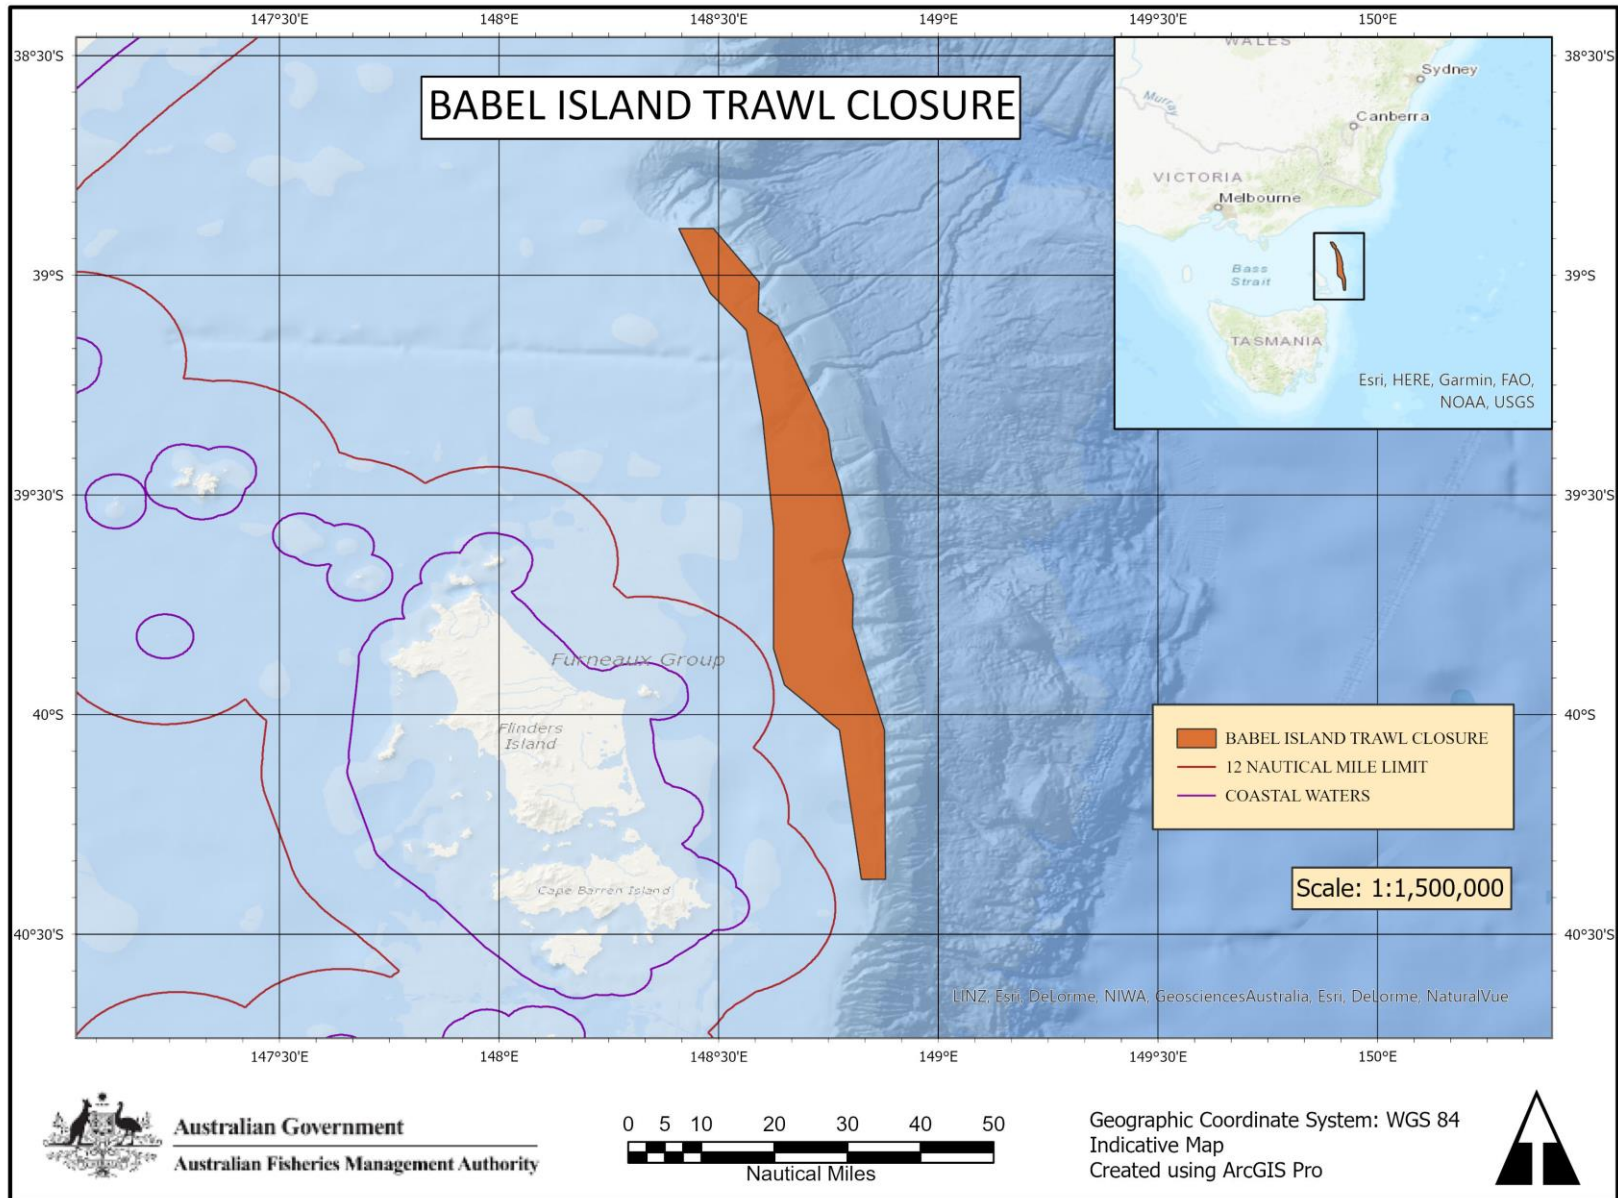 147°30'E 148°E 148°30'E 149°E 149°30'E 150°E
38°30'S 38°30'S
BABEL ISLAND TRAWL CLOSURE
WALES
Sydney
Murray
Canberra
VICTORIA
Melbourne
Bass
Strait
TASMANIA
Esri, HERE, Garmin, FAO,
NOAA, USGS
39°S 39°S
39°30'S 39°30'S
Furneaux Group
40°S 40°S
Flinders
Island
BABEL ISLAND TRAWL CLOSURE
12 NAUTICAL MILE LIMIT
COASTAL WATERS
Cape Barren Island
Scale: 1:1,500,000
40°30'S 40°30'S
LINZ, Esri, DeLorme, NIWA, GeosciencesAustralia, Esri, DeLorme, NaturalVue
147°30'E 148°E 148°30'E 149°E 149°30'E 150°E
Australian Government
Australian Fisheries Management Authority
0 5 10 20 30 40 50
Nautical Miles
Geographic Coordinate System: WGS 84
Indicative Map
Created using ArcGIS Pro